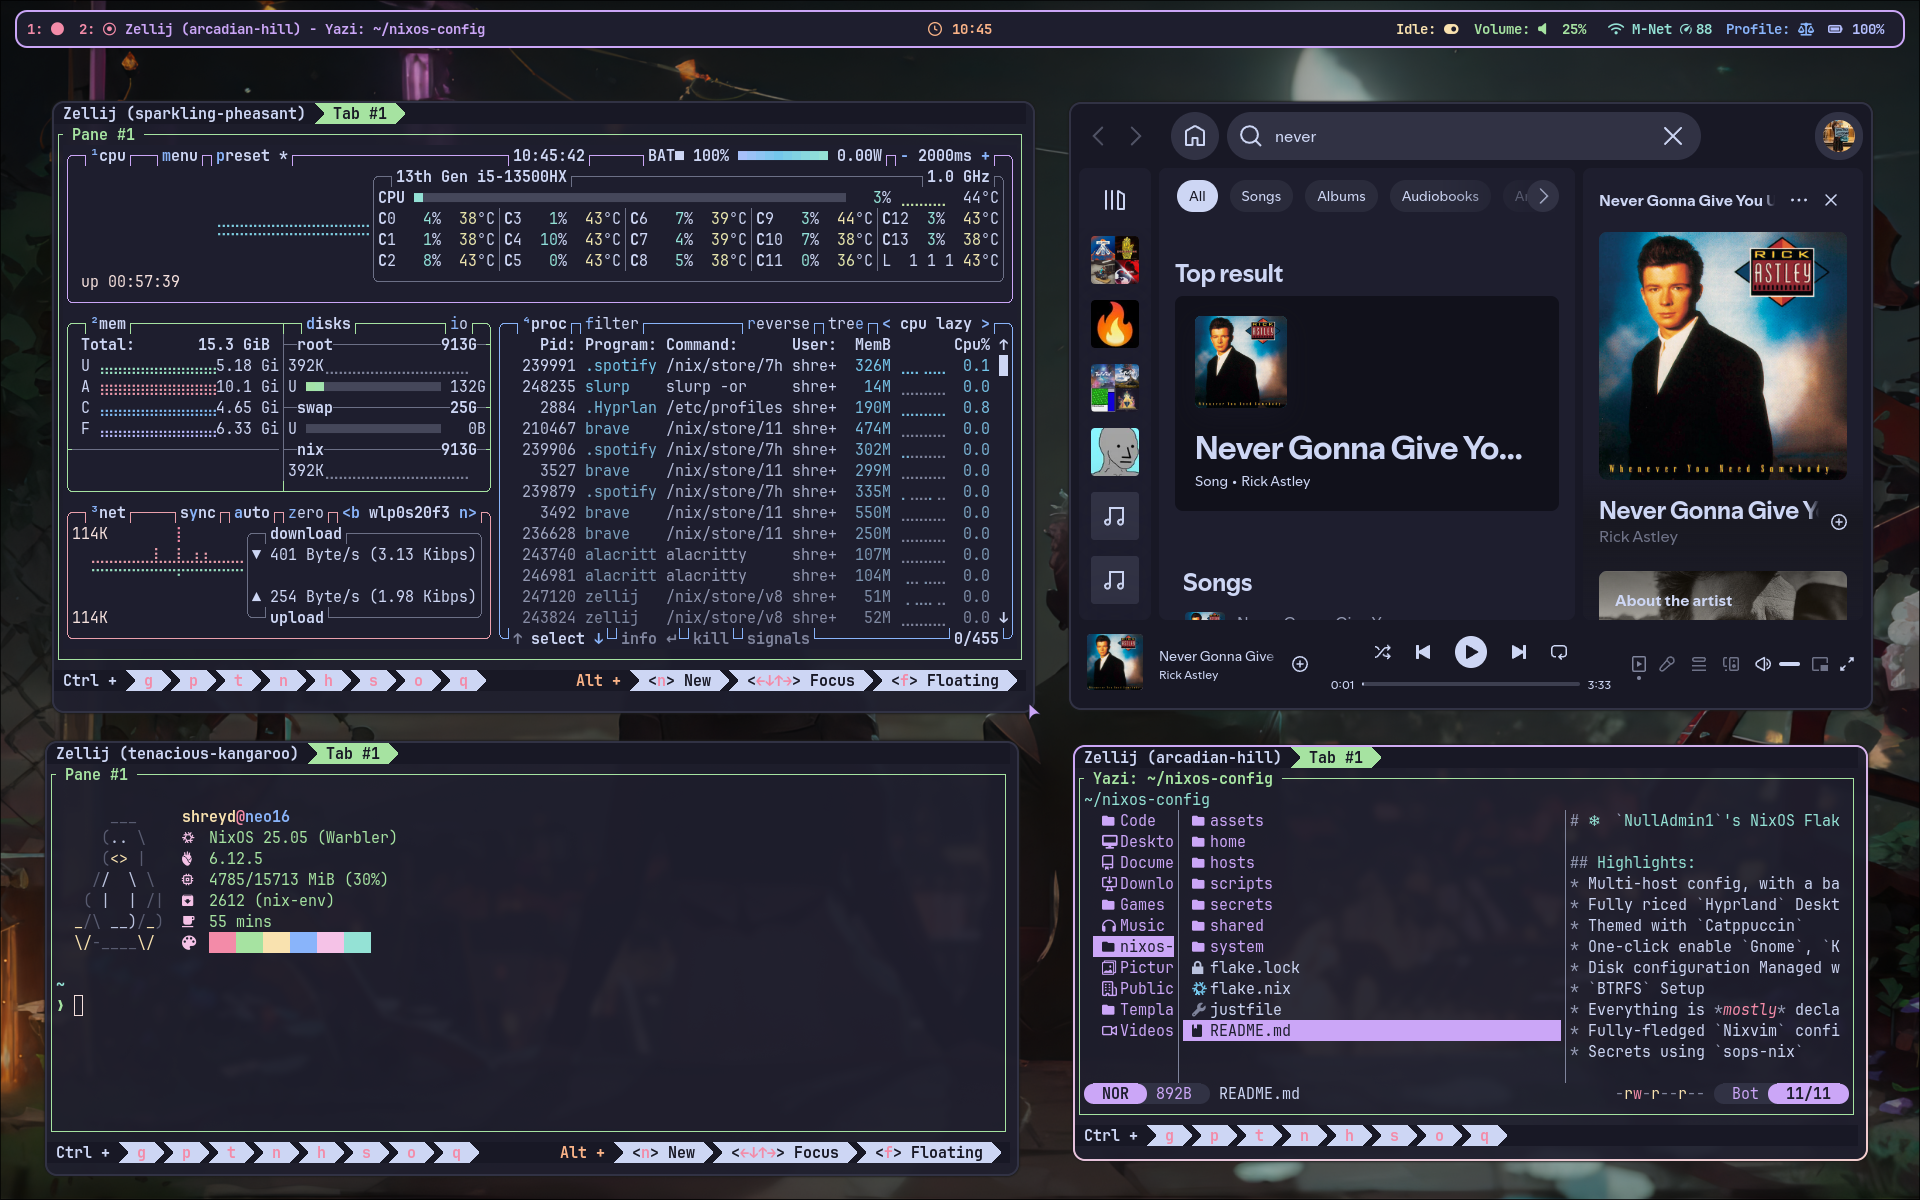 1: 2: Zellij (arcadian-hill) - Yazi: ~/nixos-config
10:45
Idle: Volume: 25% M-Net 88 Profile: 100%
Zellij (sparkling-pheasant) Tab #1
Pane #1
¹cpu menu preset * 10:45:42 BAT 100% 0.00W - 2000ms +
13th Gen i5-13500HX 1.0 GHz
CPU 3% 44°C
C0 4% 38°C C3 1% 43°C C6 7% 39°C C9 3% 44°C C12 3% 43°C
C1 1% 38°C C4 10% 43°C C7 4% 39°C C10 7% 38°C C13 3% 38°C
C2 8% 43°C C5 0% 43°C C8 5% 38°C C11 0% 36°C L 1 1 1 43°C
up 00:57:39
²mem disks io
Total: 15.3 GiB root 913G
U 5.18 Gi 392K
A 10.1 Gi U 132G
C 4.65 Gi swap 25G
F 6.33 Gi U 0B
nix 913G
392K
³net sync auto zero <b wlp0s20f3 n>
114K download
▼ 401 Byte/s (3.13 Kibps)
▲ 254 Byte/s (1.98 Kibps)
114K upload
⁴proc filter reverse tree < cpu lazy >
Pid: Program: Command: User: MemB Cpu% ↑
239991 .spotify /nix/store/7h shre+ 326M 0.1
248235 slurp slurp -or shre+ 14M 0.0
2884 .Hyprlan /etc/profiles shre+ 190M 0.8
210467 brave /nix/store/11 shre+ 474M 0.0
239906 .spotify /nix/store/7h shre+ 302M 0.0
3527 brave /nix/store/11 shre+ 299M 0.0
239879 .spotify /nix/store/7h shre+ 335M 0.0
3492 brave /nix/store/11 shre+ 550M 0.0
236628 brave /nix/store/11 shre+ 250M 0.0
243740 alacritt alacritty shre+ 107M 0.0
246981 alacritt alacritty shre+ 104M 0.0
247120 zellij /nix/store/v8 shre+ 51M 0.0
243824 zellij /nix/store/v8 shre+ 52M 0.0 ↓
↑ select ↓ info ↵ kill signals 0/455
Ctrl + g p t n h s o q Alt + <n> New <←↓↑→> Focus <f> Floating
never
All Songs Albums Audiobooks
Top result
Never Gonna Give Yo...
Song • Rick Astley
Songs
Never Gonna Give You U
RICK ASTLEY
Whenever You Need Somebody
Never Gonna Give Y
Rick Astley
About the artist
Never Gonna Give
Rick Astley
0:01 3:33
Zellij (tenacious-kangaroo) Tab #1
Pane #1
___
(.. \
(<> |
// \ \
( | | /|
_/\ __)/_)
\/-____\/
shreyd@neo16
NixOS 25.05 (Warbler)
6.12.5
4785/15713 MiB (30%)
2612 (nix-env)
55 mins
~
❯
Ctrl + g p t n h s o q Alt + <n> New <←↓↑→> Focus <f> Floating
Zellij (arcadian-hill) Tab #1
Yazi: ~/nixos-config
~/nixos-config
Code
Deskto
Docume
Downlo
Games
Music
nixos-
Pictur
Public
Templa
Videos
assets
home
hosts
scripts
secrets
shared
system
flake.lock
flake.nix
justfile
README.md
# ❄ `NullAdmin1`'s NixOS Flak
## Highlights:
* Multi-host config, with a ba
* Fully riced `Hyprland` Deskt
* Themed with `Catppuccin`
* One-click enable `Gnome`, `K
* Disk configuration Managed w
* `BTRFS` Setup
* Everything is *mostly* decla
* Fully-fledged `Nixvim` confi
* Secrets using `sops-nix`
NOR 892B README.md -rw-r--r-- Bot 11/11
Ctrl + g p t n h s o q